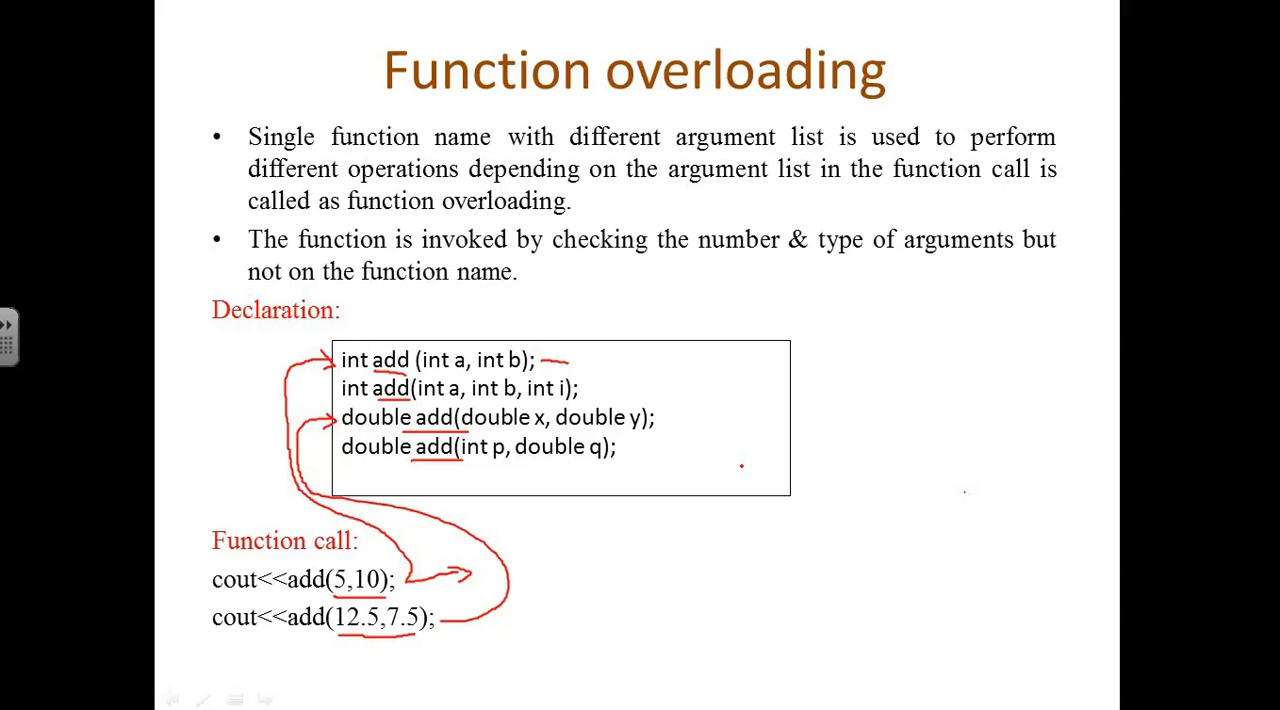 Function overloading
• Single function name with different argument list is used to perform
different operations depending on the argument list in the function call is
called as function overloading.
• The function is invoked by checking the number & type of arguments but
not on the function name.
Declaration:
int add (int a, int b);
int add(int a, int b, int i);
double add(double x, double y);
double add(int p, double q);
Function call:
cout<<add(5,10);
cout<<add(12.5,7.5);